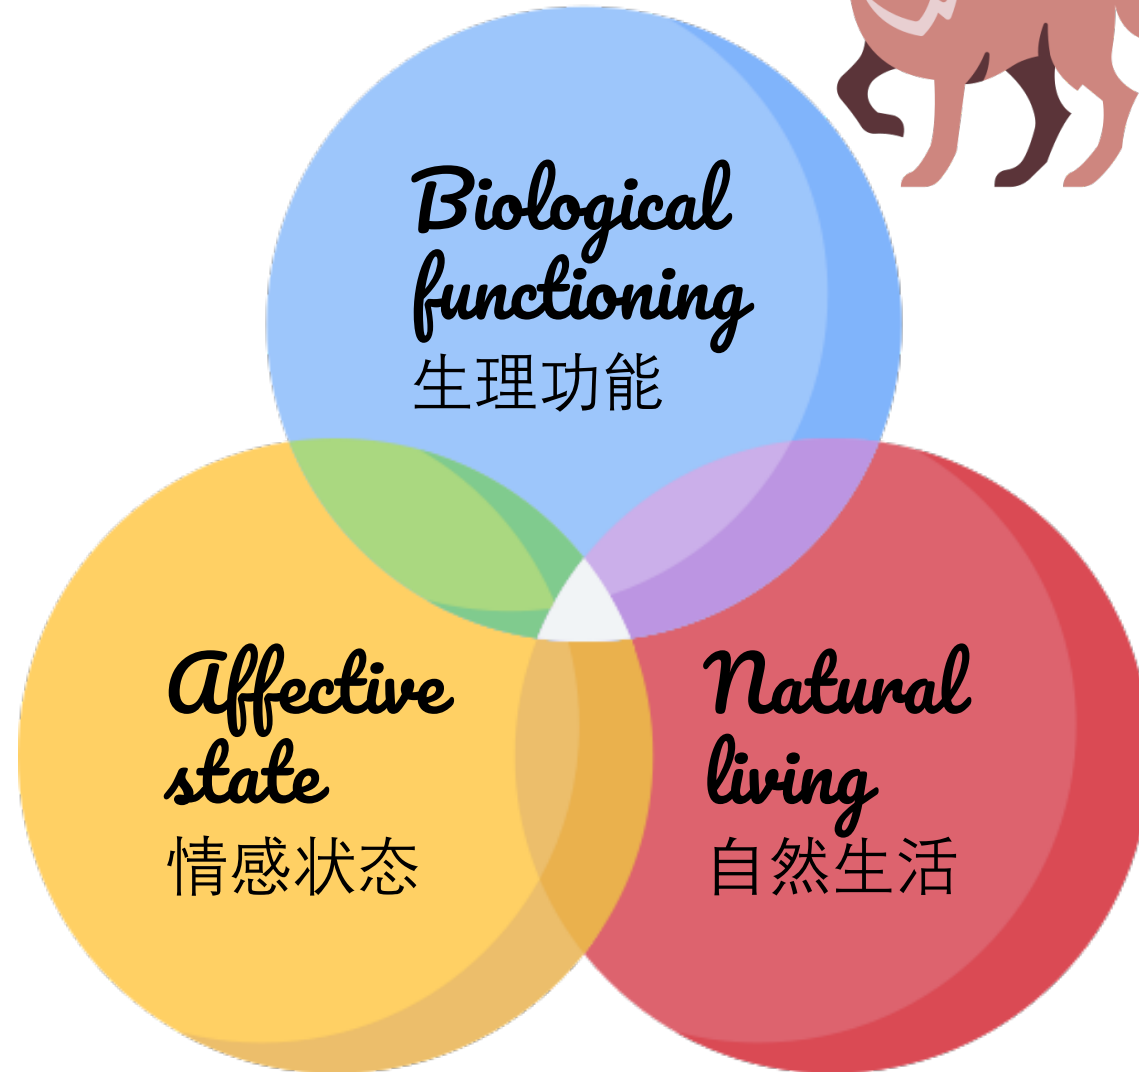 Biological
functioning
生理功能
Affective
state
情感状态
Natural
living
自然生活